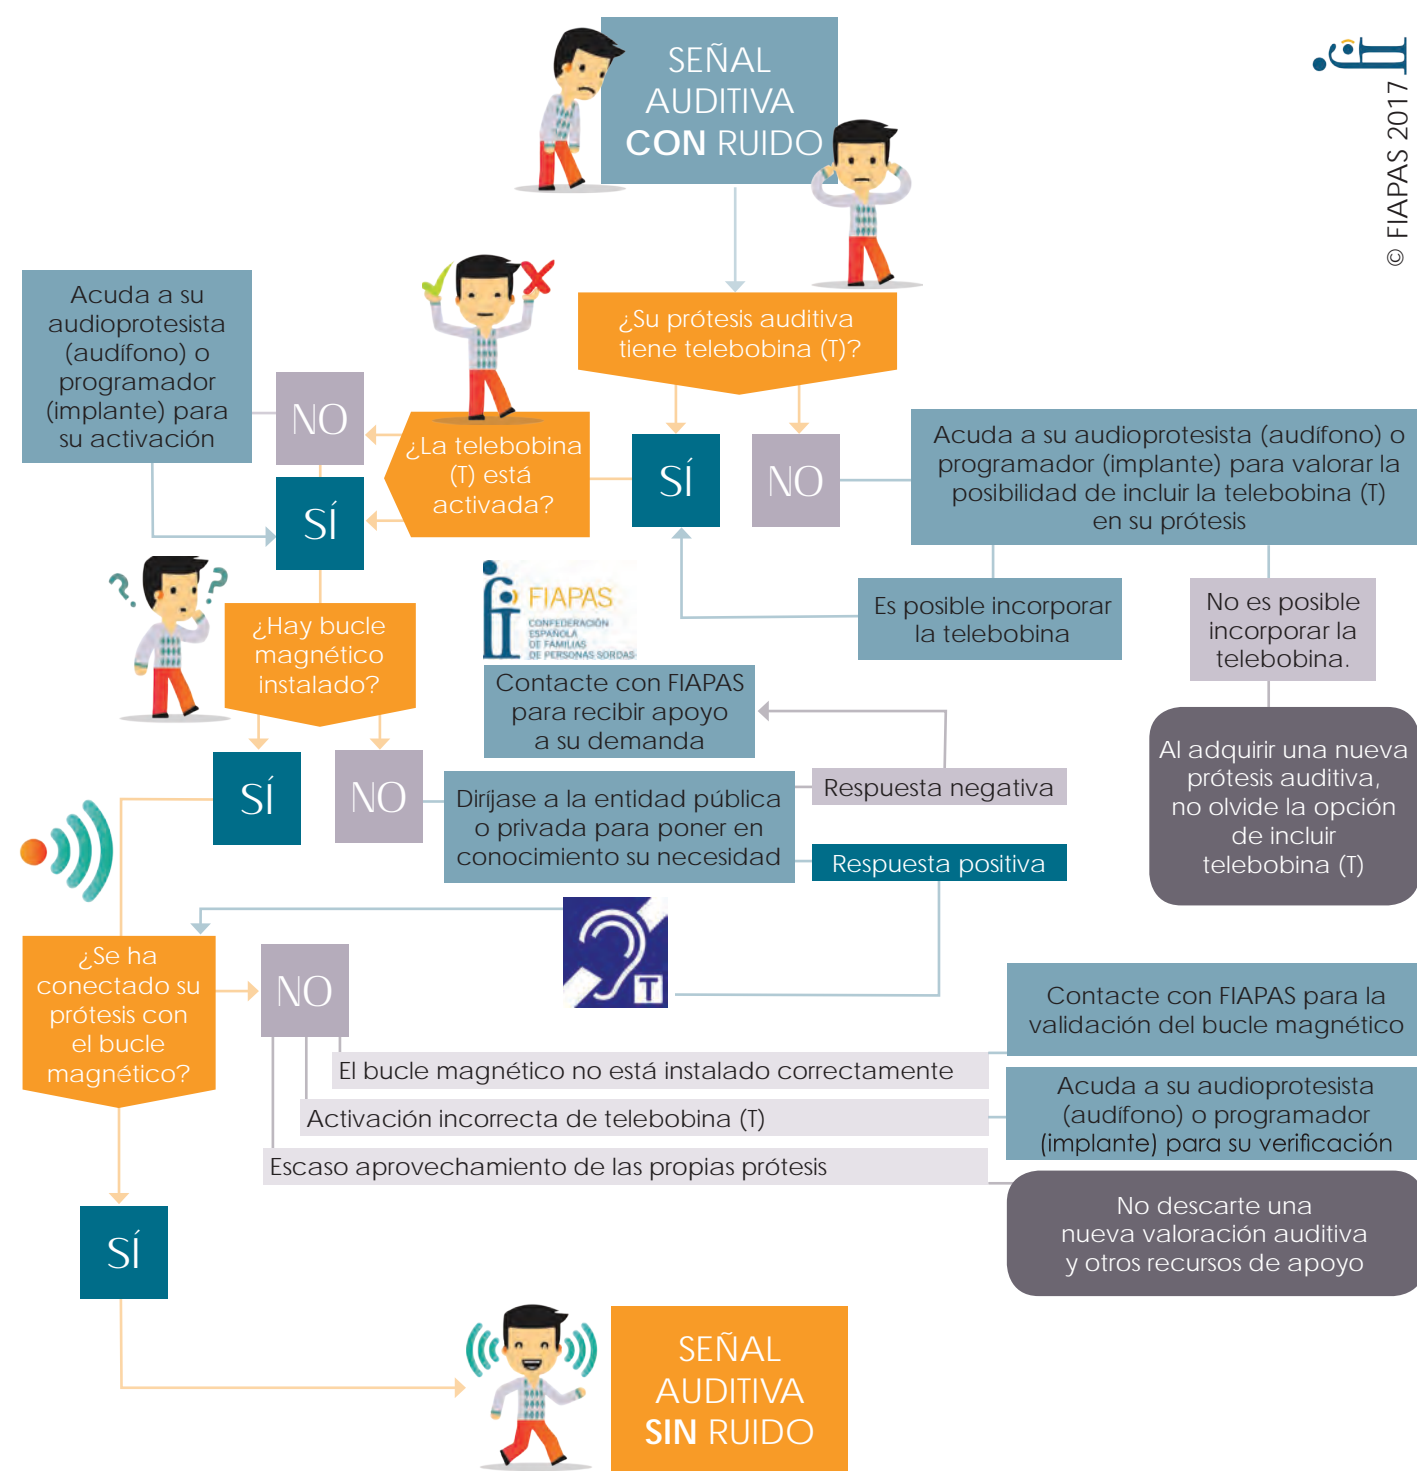 SEÑAL
AUDITIVA
CON RUIDO
© FIAPAS 2017
¿Su prótesis auditiva
tiene telebobina (T)?
SÍ
NO
Acuda a su audioprotesista (audífono) o
programador (implante) para valorar la
posibilidad de incluir la telebobina (T)
en su prótesis
Es posible incorporar
la telebobina
No es posible
incorporar la
telebobina.
Al adquirir una nueva
prótesis auditiva,
no olvide la opción
de incluir
telebobina (T)
¿La telebobina
(T) está
activada?
NO
SÍ
Acuda a su
audioprotesista
(audífono) o
programador
(implante) para
su activación
? ?
¿Hay bucle
magnético
instalado?
SÍ
NO
FIAPAS
CONFEDERACIÓN
ESPAÑOLA
DE FAMILIAS
DE PERSONAS SORDAS
Contacte con FIAPAS
para recibir apoyo
a su demanda
Diríjase a la entidad pública
o privada para poner en
conocimiento su necesidad
Respuesta negativa
Respuesta positiva
T
¿Se ha
conectado su
prótesis con
el bucle
magnético?
NO
El bucle magnético no está instalado correctamente
Contacte con FIAPAS para la
validación del bucle magnético
Activación incorrecta de telebobina (T)
Acuda a su audioprotesista
(audífono) o programador
(implante) para su verificación
Escaso aprovechamiento de las propias prótesis
No descarte una
nueva valoración auditiva
y otros recursos de apoyo
SÍ
SEÑAL
AUDITIVA
SIN RUIDO